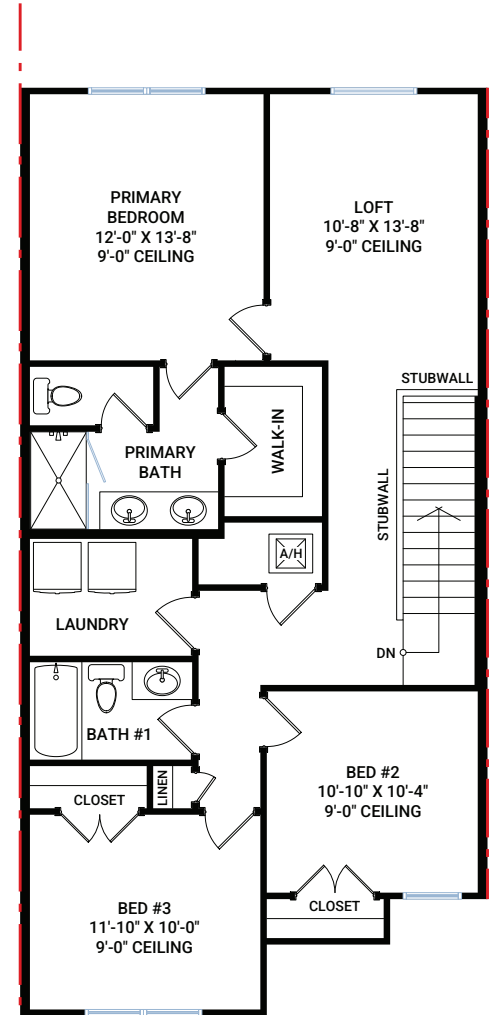 PRIMARY
BEDROOM
12'-0" X 13'-8"
9'-0" CEILING
LOFT
10'-8" X 13'-8"
9'-0" CEILING
STUBWALL
WALK-IN
PRIMARY
BATH
STUBWALL
A/H
LAUNDRY
DN
BATH #1
BED #2
10'-10" X 10'-4"
9'-0" CEILING
LINEN
CLOSET
CLOSET
BED #3
11'-10" X 10'-0"
9'-0" CEILING